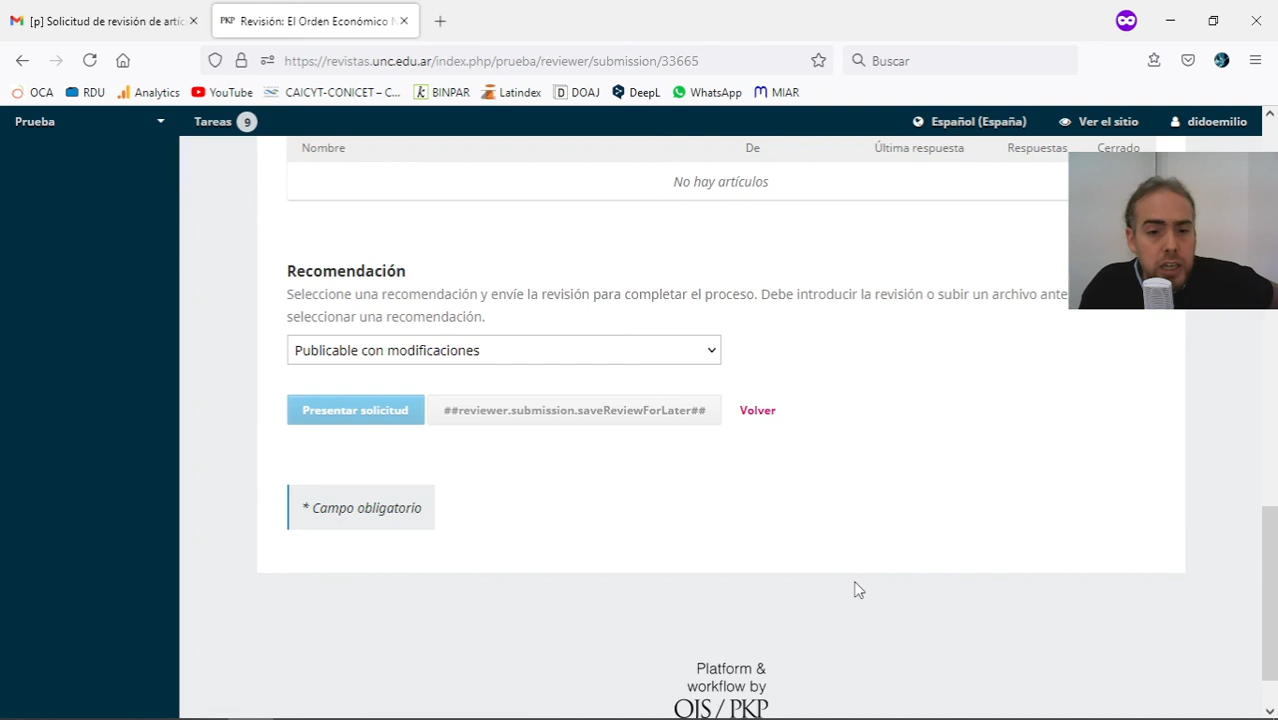 [p] Solicitud de revisión de artíc
PKP Revisión: El Orden Económico N
https://revistas.unc.edu.ar/index.php/prueba/reviewer/submission/33665
Buscar
OCA RDU Analytics YouTube CAICYT-CONICET – C... BINPAR Latindex DOAJ DeepL WhatsApp MIAR
Prueba Tareas 9 Español (España) Ver el sitio didoemilio
Nombre De Última respuesta Respuestas Cerrado
No hay artículos
Recomendación
Seleccione una recomendación y envíe la revisión para completar el proceso. Debe introducir la revisión o subir un archivo ante
seleccionar una recomendación.
Publicable con modificaciones
Presentar solicitud ##reviewer.submission.saveReviewForLater## Volver
* Campo obligatorio
Platform &
workflow by
OJS / PKP